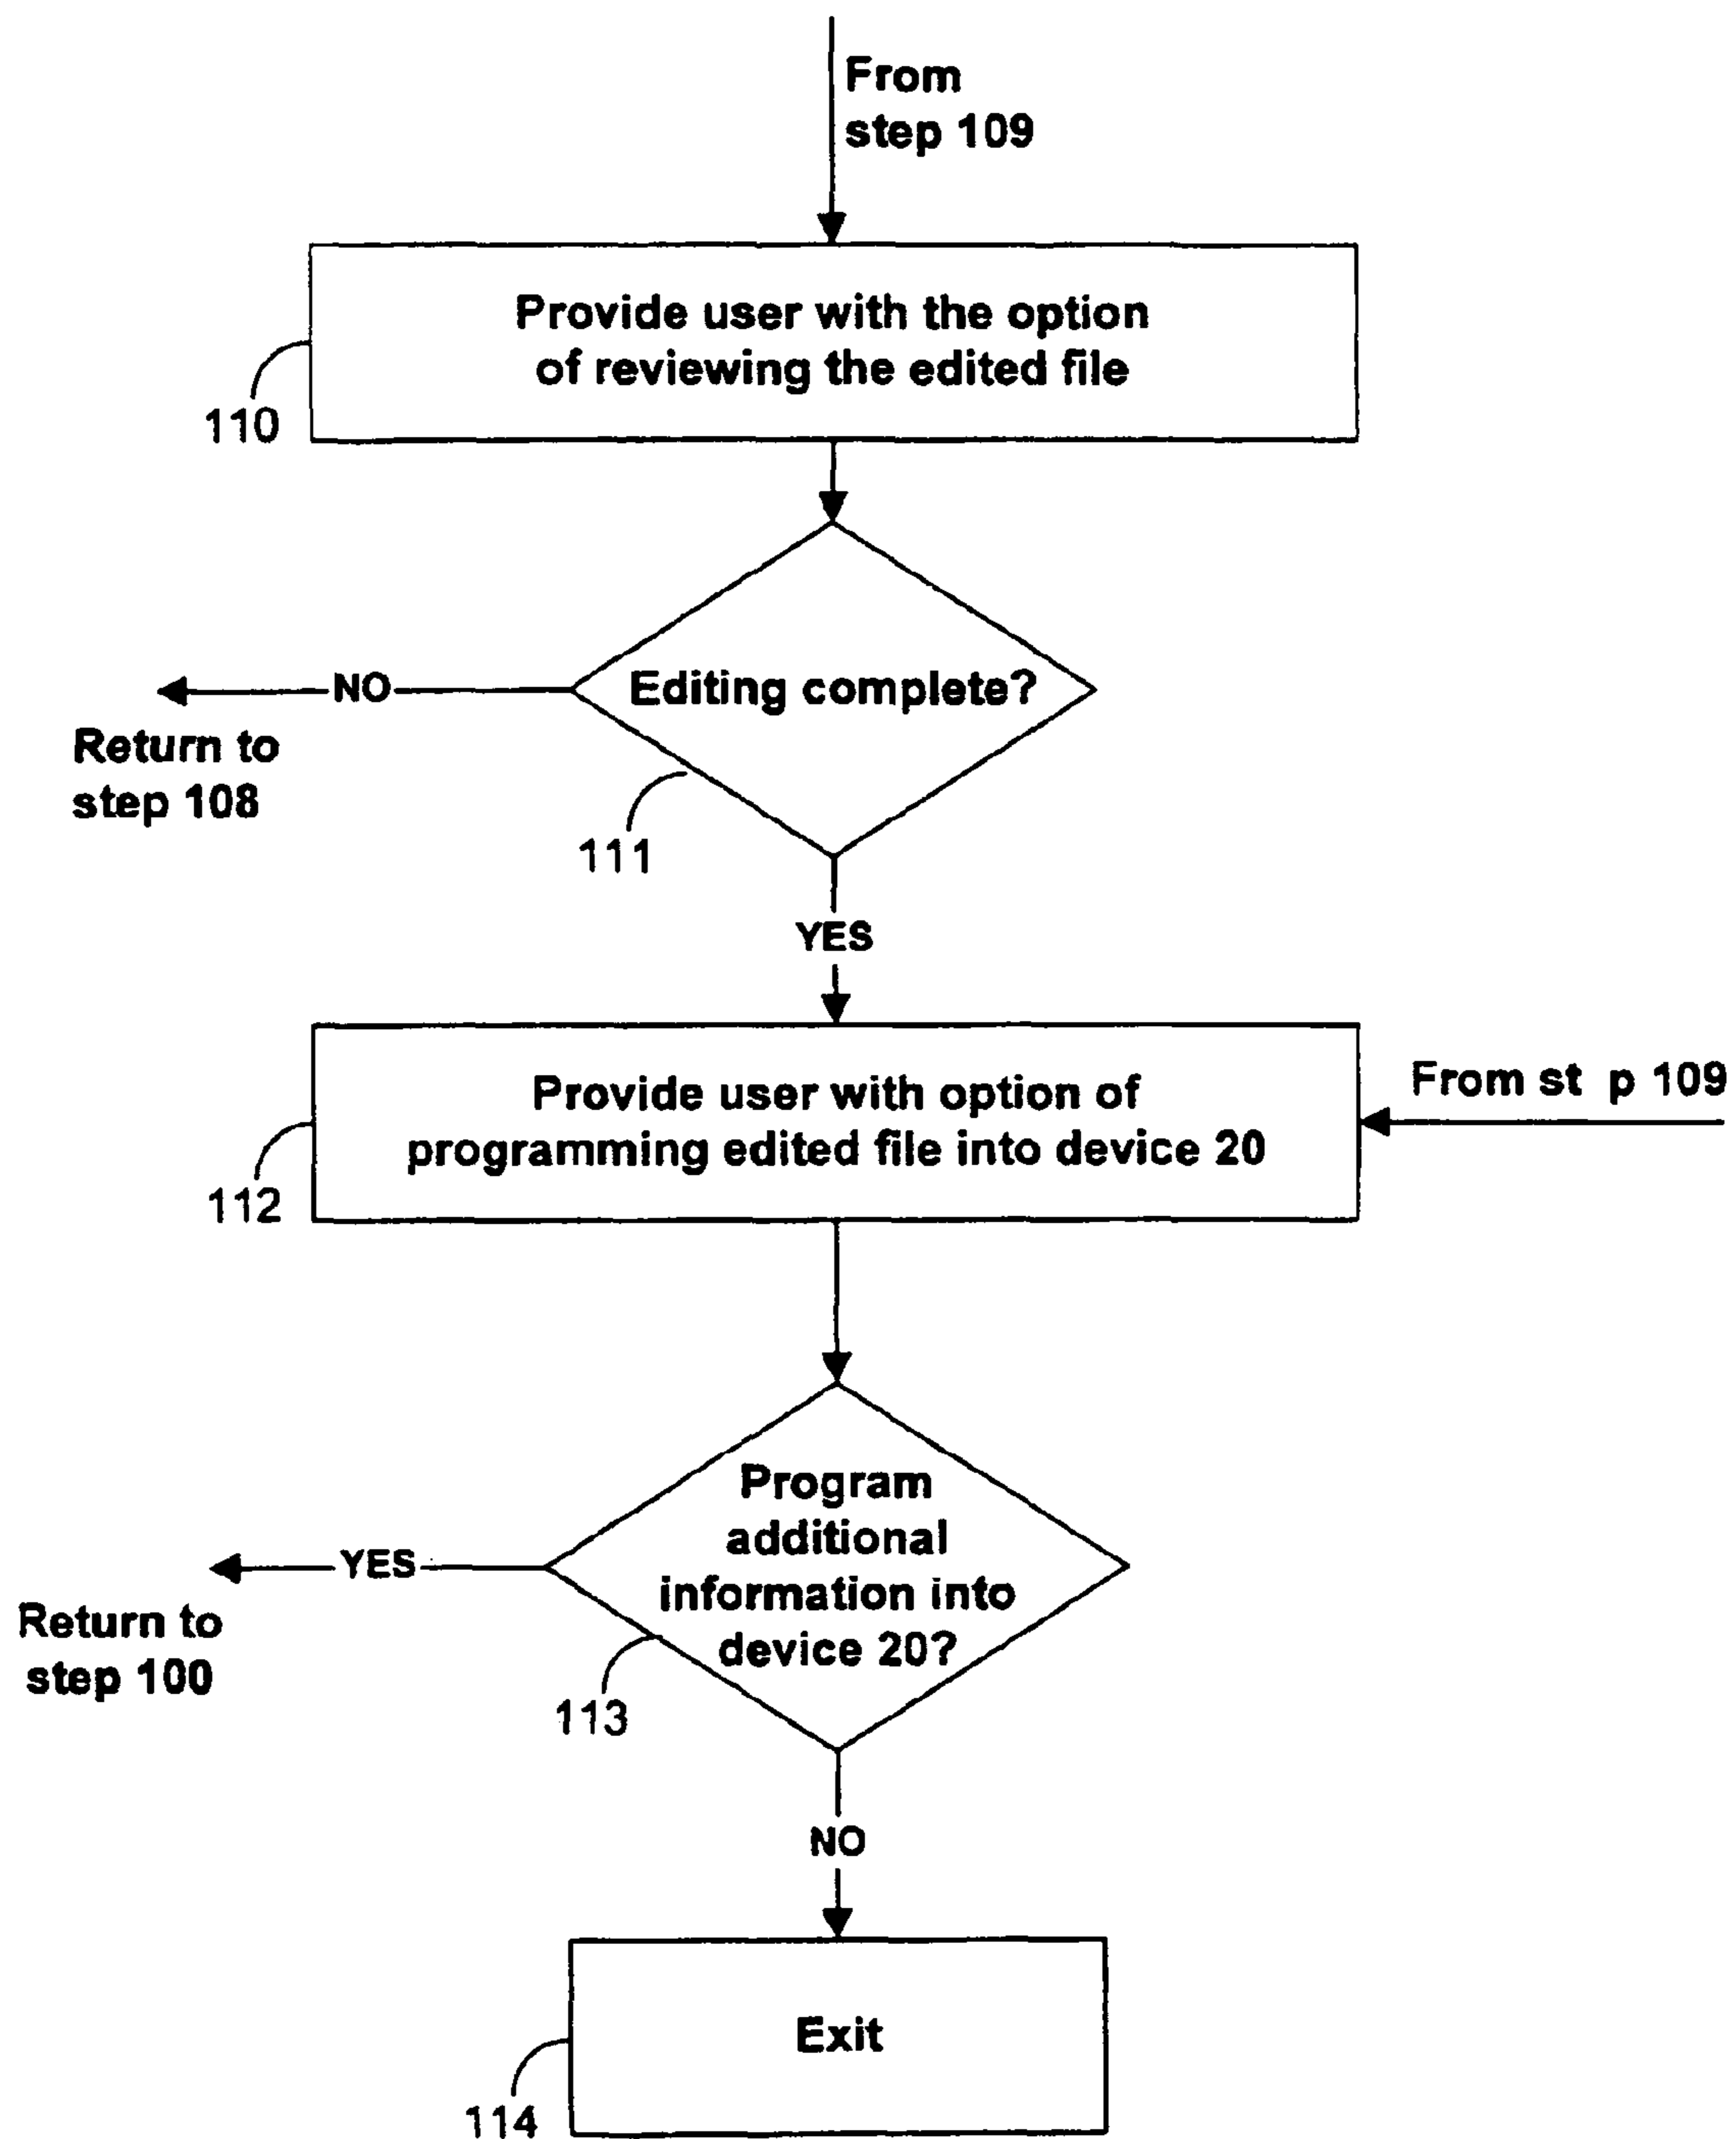 From
step 109
Provide user with the option
of reviewing the edited file
110
Editing complete?
NO
Return to
step 108
111
YES
Provide user with option of
programming edited file into device 20
From st p 109
112
Program
additional
information into
device 20?
YES
Return to
step 100
113
NO
Exit
114